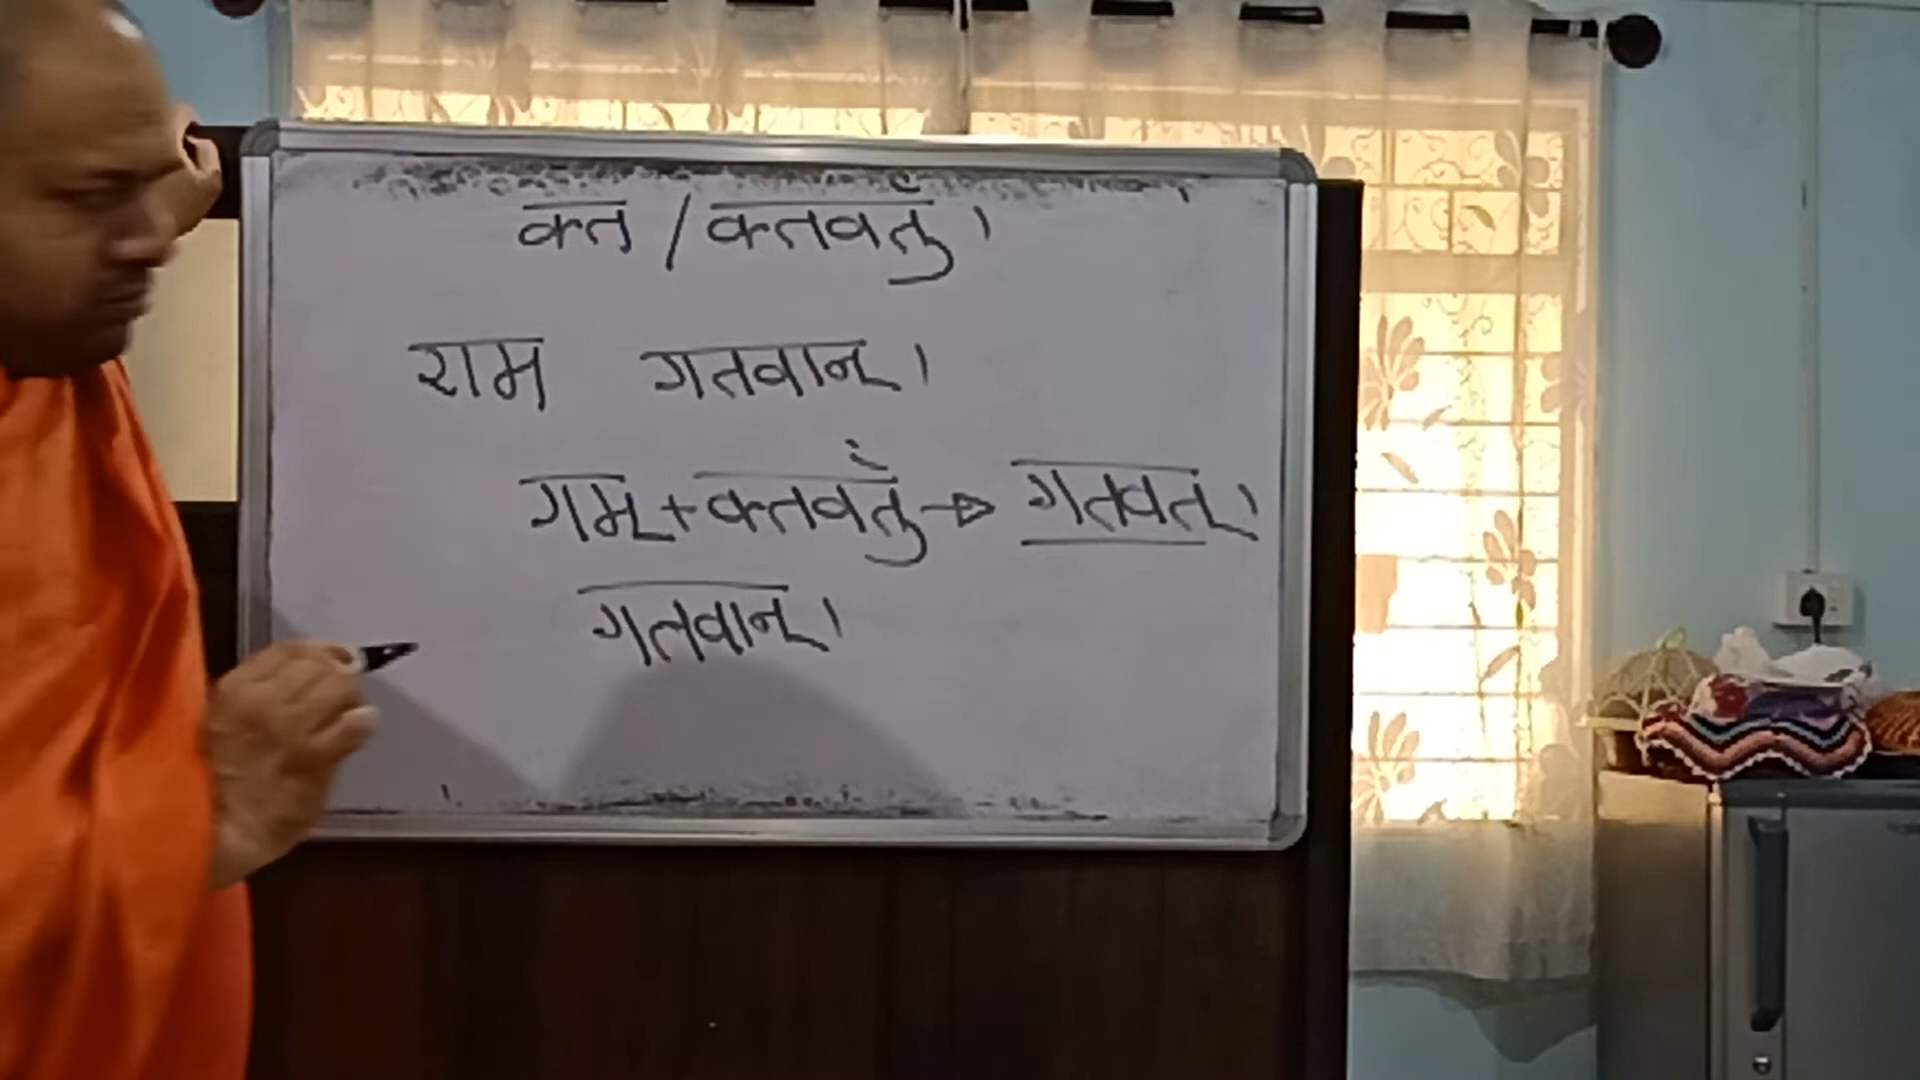 क्त / क्तवतुँ ।
राम गतवान् ।
गम् + क्तवतुँ → गतवत् ।
गतवान् ।